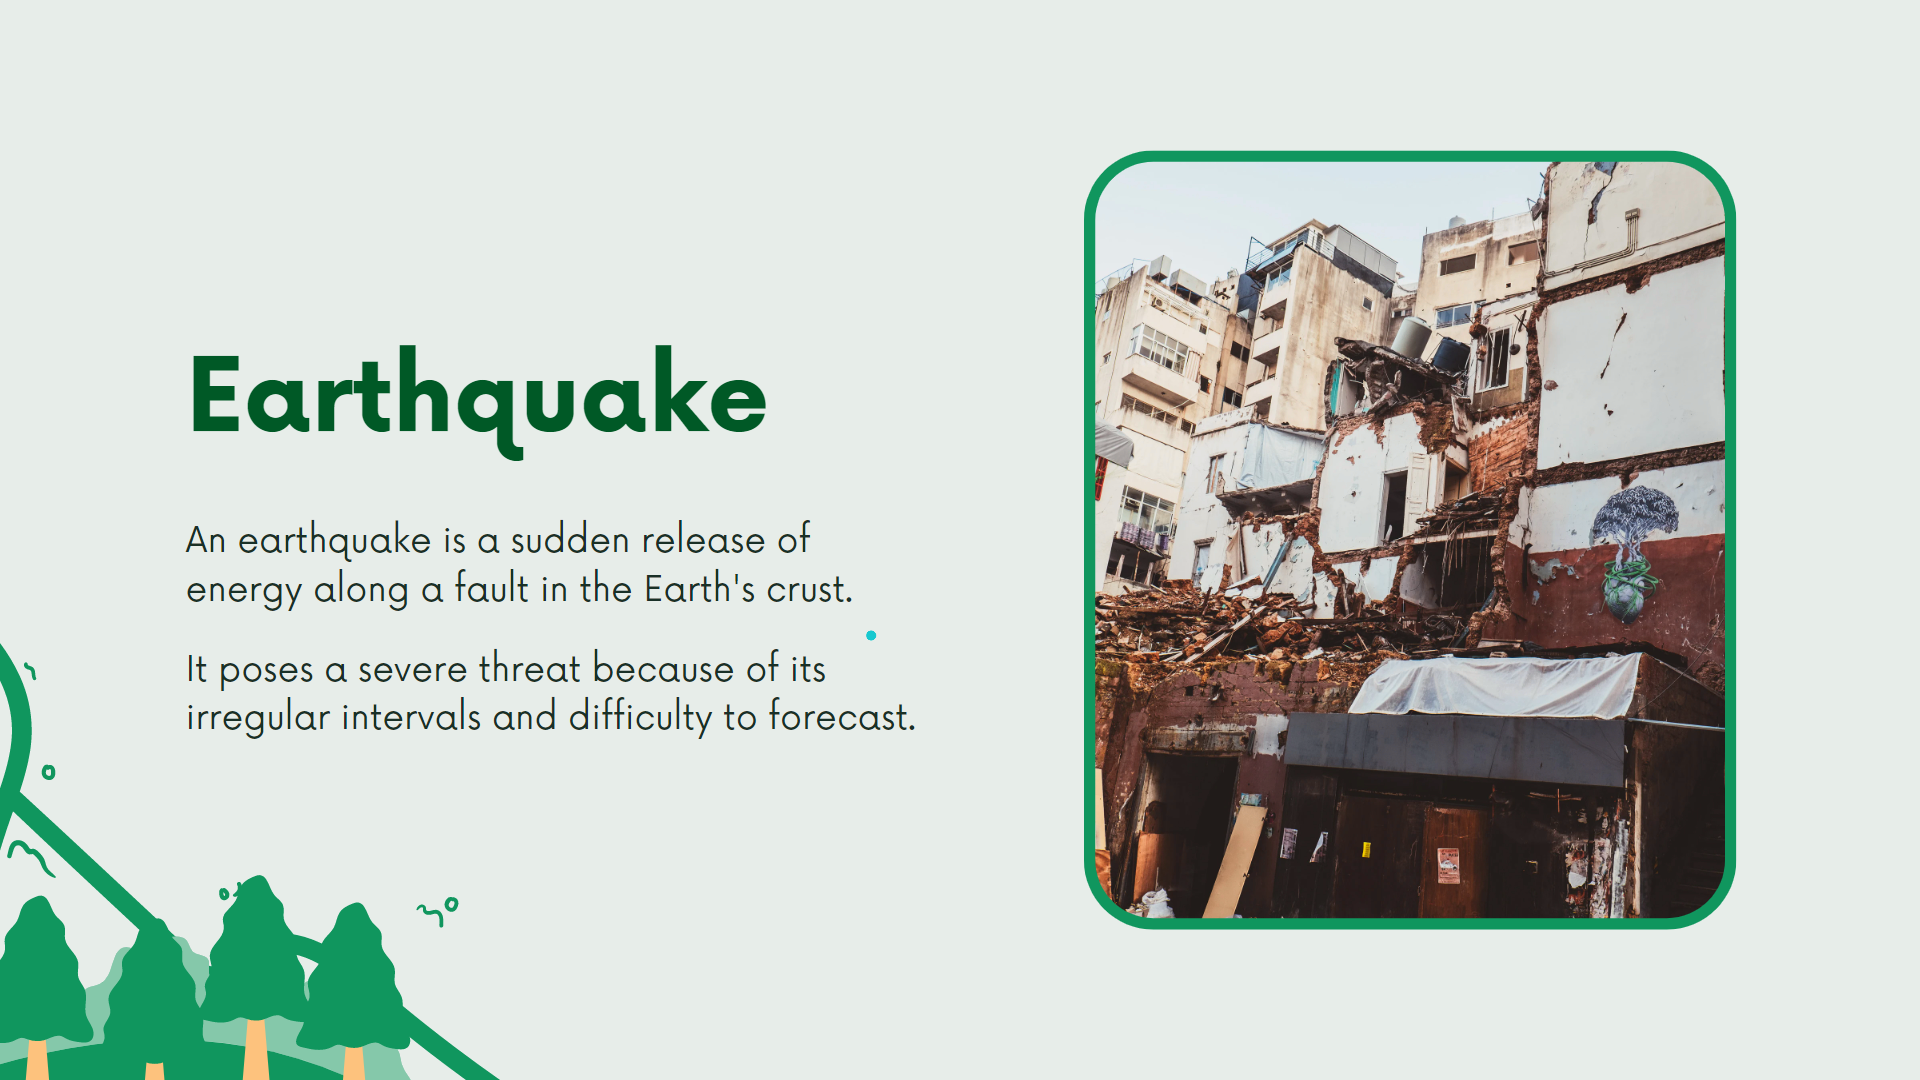 Earthquake
An earthquake is a sudden release of
energy along a fault in the Earth's crust.
It poses a severe threat because of its
irregular intervals and difficulty to forecast.